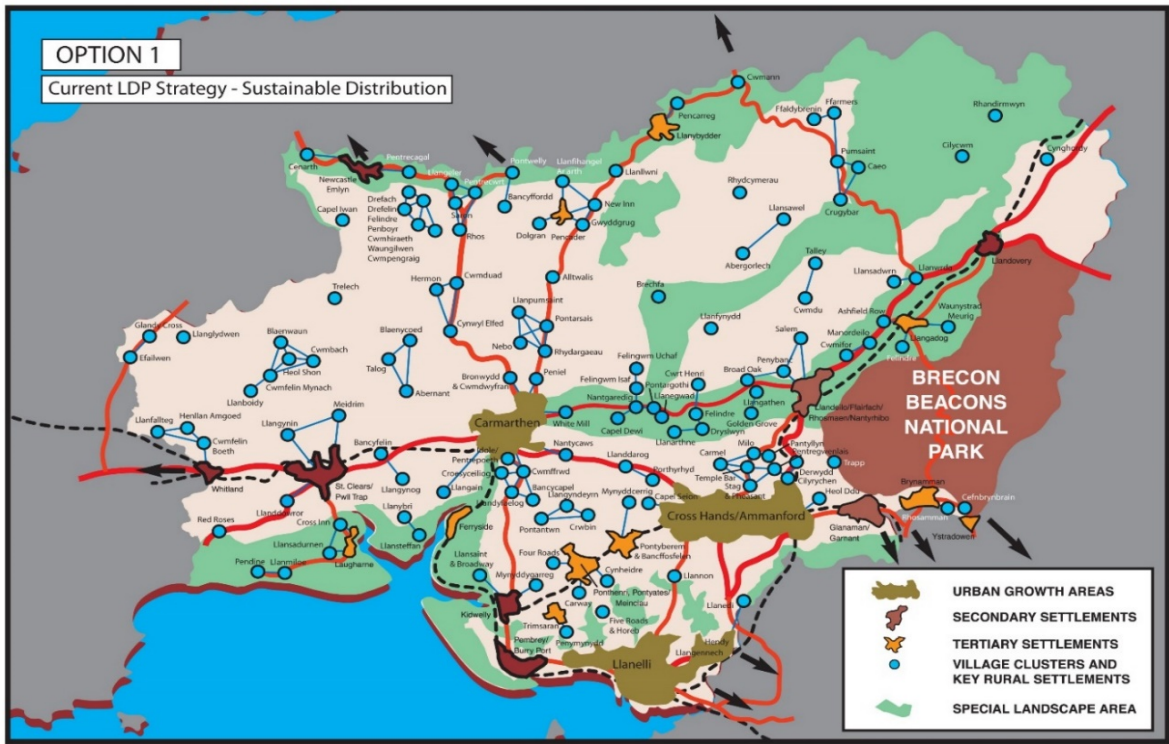 OPTION 1
Current LDP Strategy - Sustainable Distribution
Cwmann
Pencarreg
Llanybydder
Ffaldybrenin
Ffarmers
Rhandirmwyn
Cilycwm
Cynghordy
Pumsaint
Caeo
Crugybar
Cenarth
Newcastle
Emlyn
Pentrecagal
Llangeler
Pentrecwrt
Pontwelly
Llanfihangel
Ararth
Llanllwni
Capel Iwan
Drefach
Drefelin
Felindre
Penboyr
Cwmhiraeth
Waungilwen
Cwmpengraig
Saron
Rhos
Bancyffordd
New Inn
Gwyddgrug
Dolgran
Pencader
Rhydcymerau
Llansawel
Abergorlech
Talley
Cwmdu
Llansadwrn
Llanwrda
Llandovery
Hermon
Cwmduad
Alltwalis
Trelech
Brechfa
Llanpumsaint
Pontarsais
Cynwyl Elfed
Nebo
Rhydargaeau
Llanfynydd
Salem
Ashfield Row
Manordeilo
Cwmifor
Waunystrad
Meurig
Llangadog
Felindre
Glandy Cross
Llanglydwen
Efailwen
Blaenwaun
Cwmbach
Heol Shon
Cwmfelin Mynach
Llanboidy
Blaenycoed
Talog
Abernant
Bronwydd
& Cwmdwyfran
Peniel
Felingwm Uchaf
Felingwm Isaf
Pontargothi
Llanegwad
Nantgaredig
Cwrt Henri
Broad Oak
Penybanc
Llangathen
Golden Grove
Felindre
Dryslwyn
Llanarthne
Capel Dewi
White Mill
Carmarthen
Llandeilo/Ffairfach/
Rhosmaen/Nantyrhibo
BRECON
BEACONS
NATIONAL
PARK
Llanfallteg
Henllan Amgoed
Cwmfelin
Boeth
Meidrim
Llangynin
Whitland
St. Clears/
Pwll Trap
Bancyfelin
Llangynog
Llangain
Idole/
Pentrepoeth
Croesyceiliog
Cwmffrwd
Bancycapel
Llandyfaelog
Llangyndeyrn
Pontantwn
Crwbin
Nantycaws
Llanddarog
Porthyrhyd
Mynyddcerrig
Capel Seion
Carmel
Milo
Temple Bar
Stag
& Pheasant
Pantyllyn
Pentregwenlais
Derwydd
Cilyrychen
Trapp
Heol Ddu
Cross Hands/Ammanford
Glanaman/
Garnant
Brynamman
Rhosamman
Cefnbrynbrain
Ystradowen
Red Roses
Llanddowror
Cross Inn
Llansadurnen
Laugharne
Pendine
Llanmiloe
Llanybri
Llansteffan
Ferryside
Llansaint
& Broadway
Mynyddygarreg
Kidwelly
Four Roads
Pontyberem
& Bancffosfelen
Cynheidre
Ponthenri, Pontyates/
Meinciau
Carway
Trimsaran
Penymynydd
Five Roads
& Horeb
Llannon
Llanedi
Pembrey/
Burry Port
Llanelli
Hendy
Llangennech
URBAN GROWTH AREAS
SECONDARY SETTLEMENTS
TERTIARY SETTLEMENTS
VILLAGE CLUSTERS AND
KEY RURAL SETTLEMENTS
SPECIAL LANDSCAPE AREA